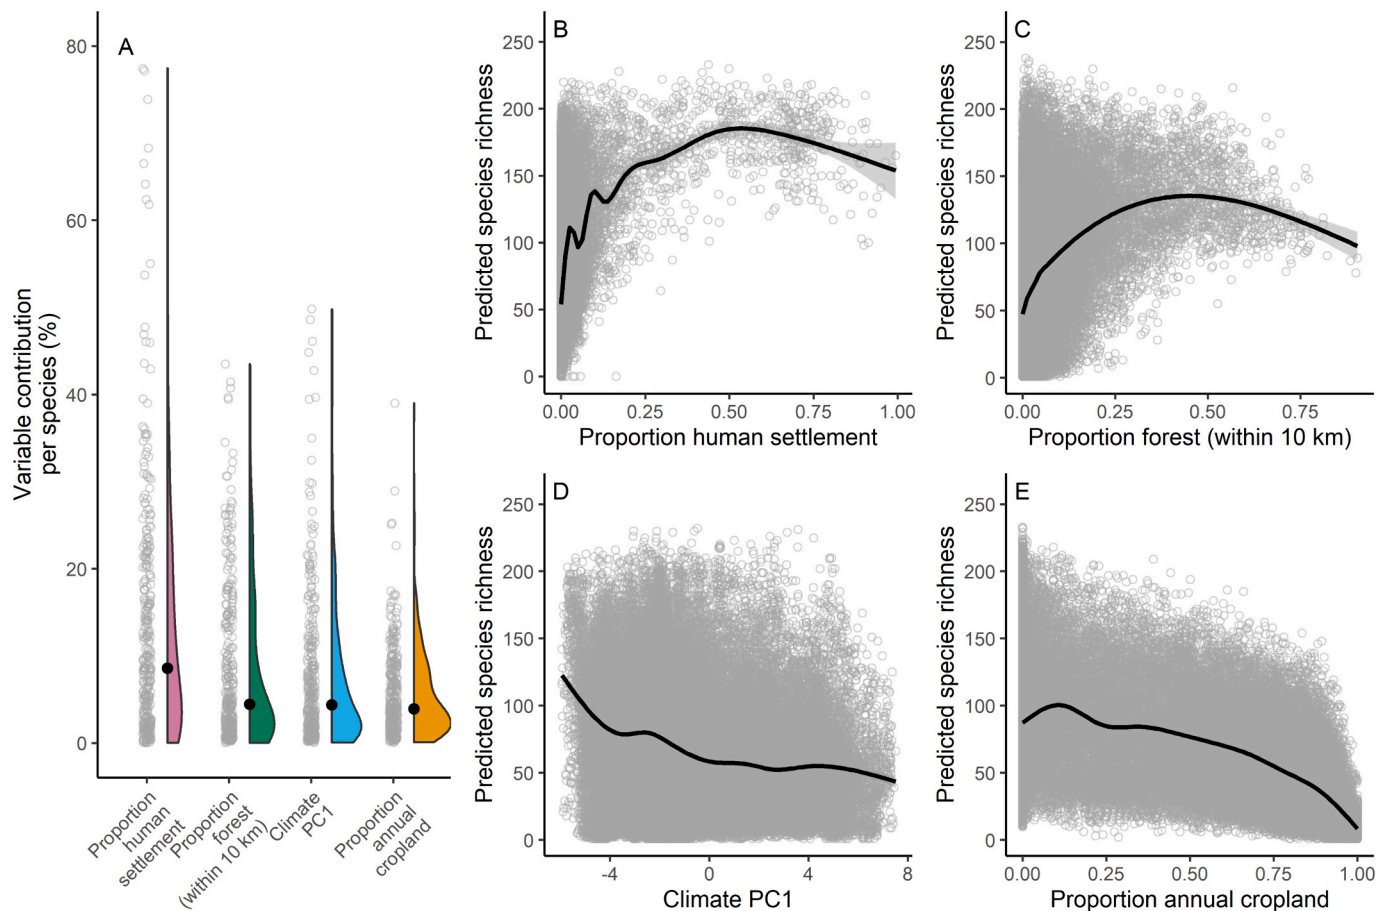 A
Variable contribution
per species (%)
80
60
40
20
0
Proportion
human
settlement
Proportion
forest
(within 10 km)
Climate
PC1
Proportion
annual
cropland
B
Predicted species richness
250
200
150
100
50
0
0.00 0.25 0.50 0.75 1.00
Proportion human settlement
C
Predicted species richness
250
200
150
100
50
0
0.00 0.25 0.50 0.75
Proportion forest (within 10 km)
D
Predicted species richness
250
200
150
100
50
0
-4 0 4 8
Climate PC1
E
Predicted species richness
250
200
150
100
50
0
0.00 0.25 0.50 0.75 1.00
Proportion annual cropland